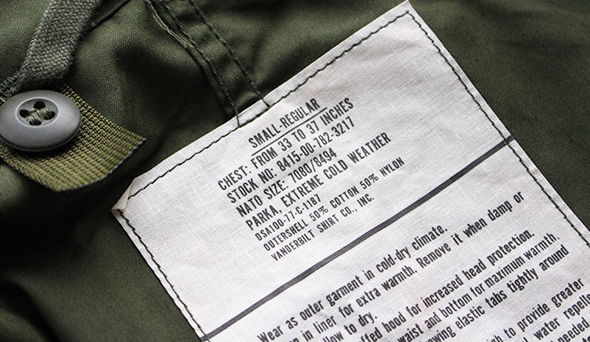 SMALL-REGULAR
CHEST: FROM 33 TO 37 INCHES
STOCK NO: 8415-00-782-3217
NATO SIZE: 7080/8494
PARKA, EXTREME COLD WEATHER
DSA100-77-C-1187
OUTERSHELL 50% COTTON 50% NYLON
VANDERBILT SHIRT CO., INC.
Wear as outer garment in cold-dry climate.
in liner for extra warmth. Remove it when damp or
to dry.
hood for increased head protection.
waist and bottom for maximum warmth.
elastic tabs tightly around
to provide greater
water